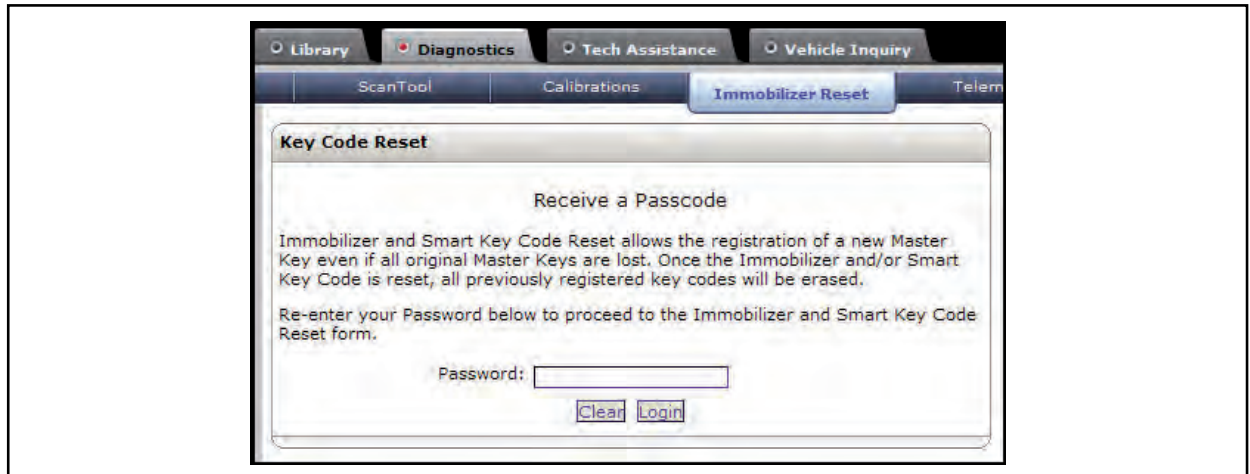 Library Diagnostics Tech Assistance Vehicle Inquiry
ScanTool Calibrations Immobilizer Reset Telem
Key Code Reset
Receive a Passcode
Immobilizer and Smart Key Code Reset allows the registration of a new Master
Key even if all original Master Keys are lost. Once the Immobilizer and/or Smart
Key Code is reset, all previously registered key codes will be erased.
Re-enter your Password below to proceed to the Immobilizer and Smart Key Code
Reset form.
Password:
Clear Login